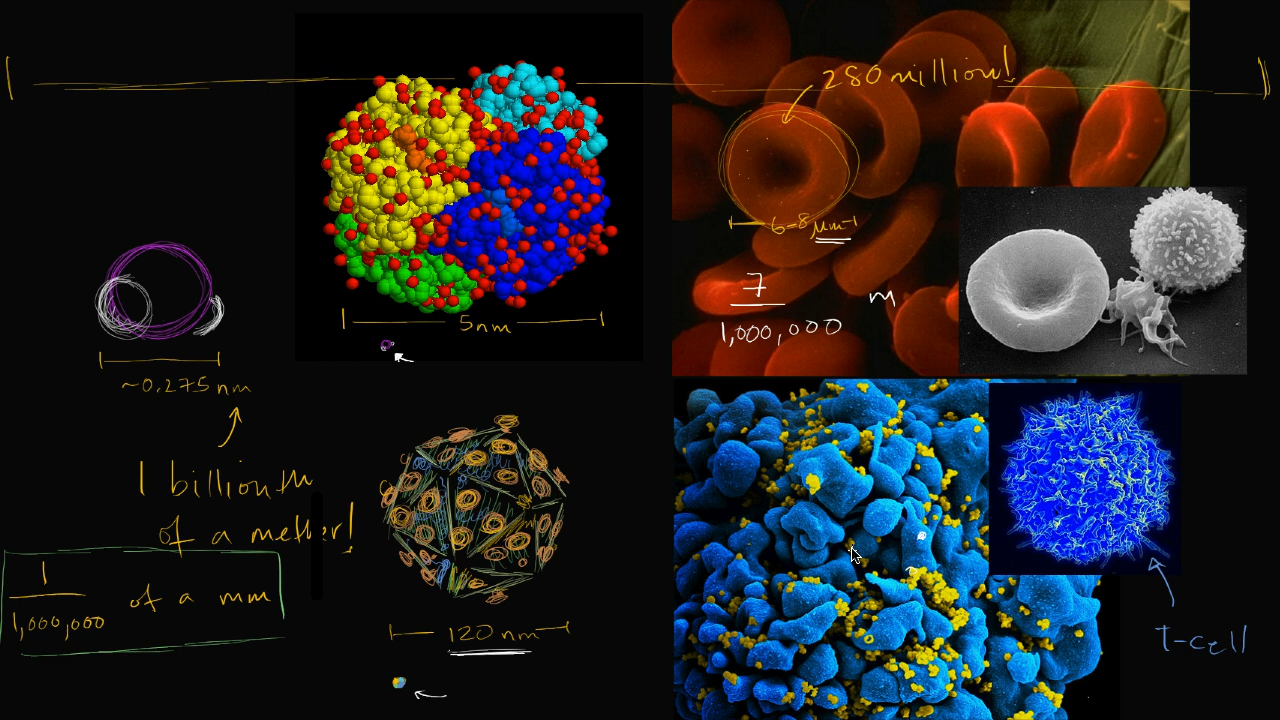 280 million!
6-8 μm
7
1,000,000
m
5nm
~0.275 nm
1 billionth
of a meter!
1
1,000,000
of a mm
120 nm
T-cell